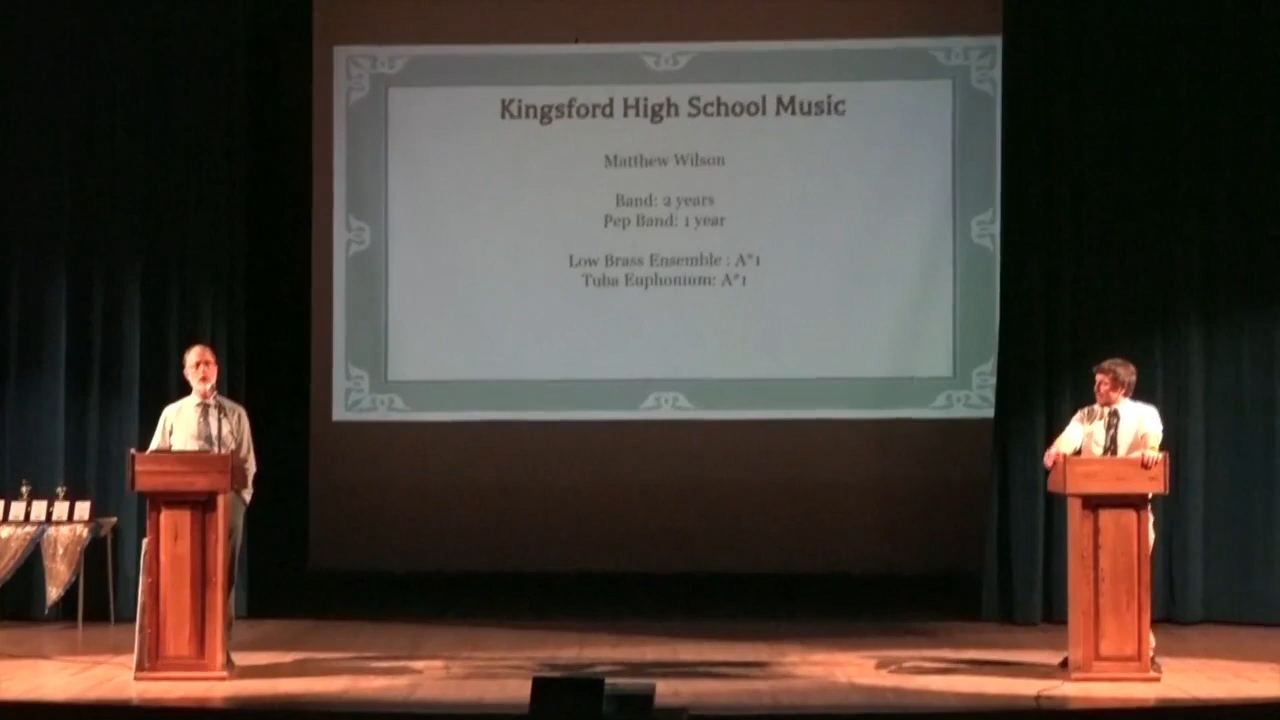 Kingsford High School Music
Matthew Wilson
Band: 2 years
Pep Band: 1 year
Low Brass Ensemble : A*1
Tuba Euphonium: A*1